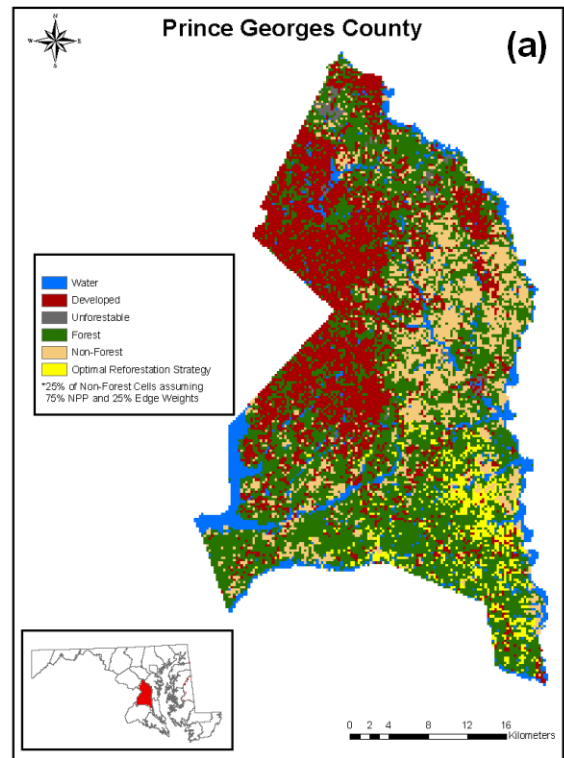 Prince Georges County
(a)
N
W E
S
Water
Developed
Unforestable
Forest
Non-Forest
Optimal Reforestation Strategy
*25% of Non-Forest Cells assuming
75% NPP and 25% Edge Weights
0 2 4 8 12 16
Kilometers